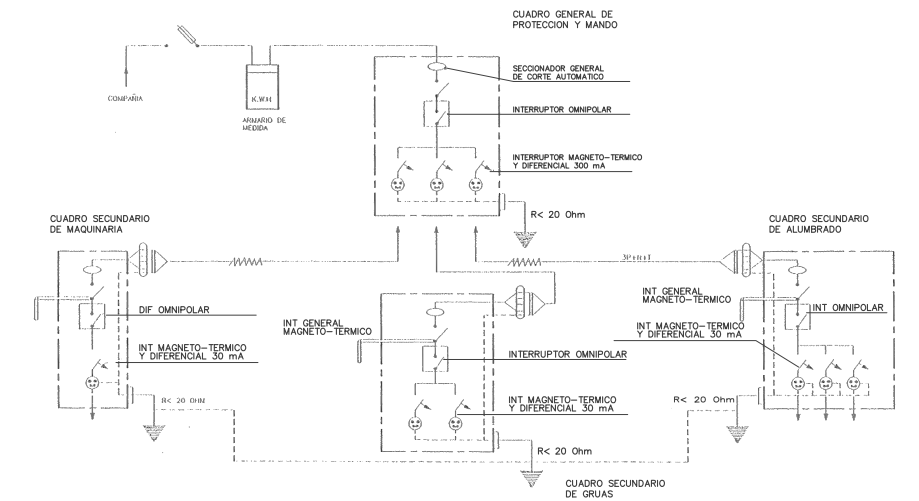 CUADRO GENERAL DE
PROTECCION Y MANDO
COMPAÑIA
K.W.H
ARMARIO DE
MEDIDA
SECCIONADOR GENERAL
DE CORTE AUTOMATICO
INTERRUPTOR OMNIPOLAR
INTERRUPTOR MAGNETO-TERMICO
Y DIFERENCIAL 300 mA
R< 20 Ohm
CUADRO SECUNDARIO
DE MAQUINARIA
DIF OMNIPOLAR
INT MAGNETO-TERMICO
Y DIFERENCIAL 30 mA
R< 20 OHM
INT GENERAL
MAGNETO-TERMICO
INTERRUPTOR OMNIPOLAR
INT MAGNETO-TERMICO
Y DIFERENCIAL 30 mA
R< 20 Ohm
CUADRO SECUNDARIO
DE GRUAS
CUADRO SECUNDARIO
DE ALUMBRADO
INT GENERAL
MAGNETO-TERMICO
INT OMNIPOLAR
INT MAGNETO-TERMICO
Y DIFERENCIAL 30 mA
R< 20 Ohm